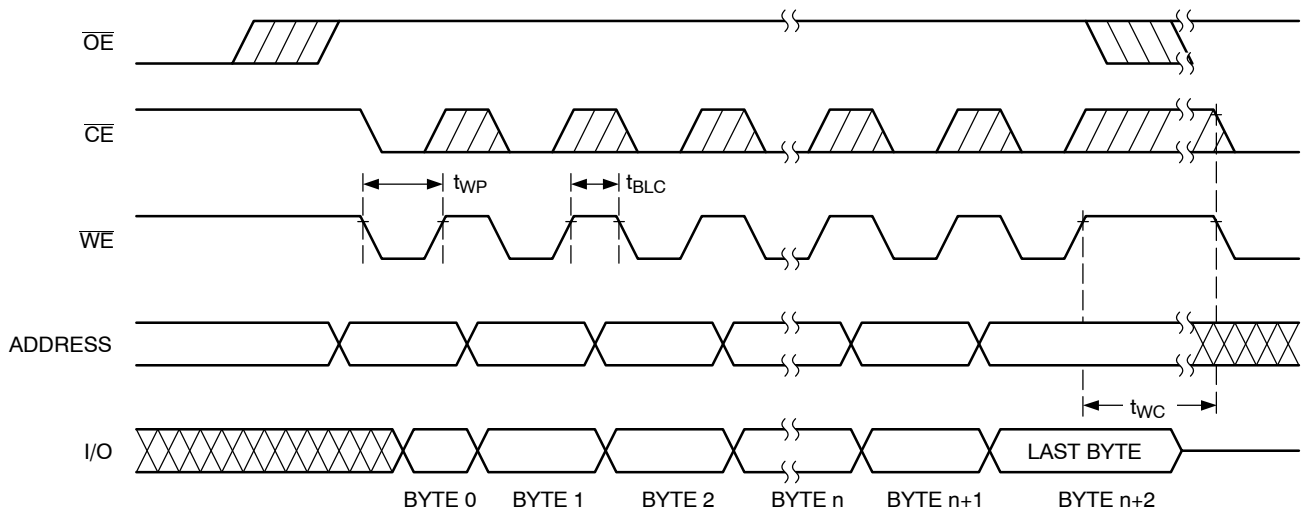 OE
CE
tWP
tBLC
WE
ADDRESS
tWC
I/O
LAST BYTE
BYTE 0 BYTE 1 BYTE 2 BYTE n BYTE n+1 BYTE n+2